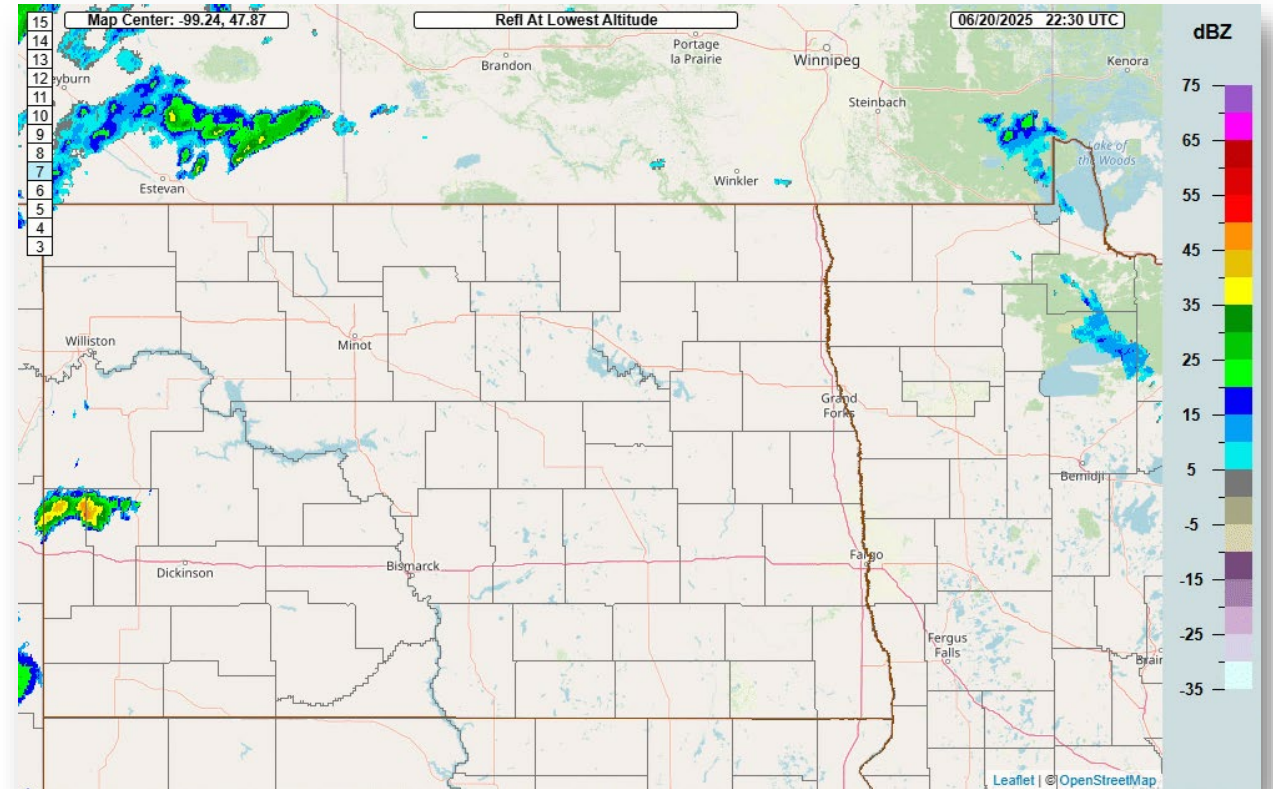 Map Center: -99.24, 47.87
Refl At Lowest Altitude
06/20/2025 22:30 UTC
dBZ
15
14
13
12
11
10
9
8
7
6
5
4
3
Portage
la Prairie
Winnipeg
Brandon
Kenora
eyburn
Steinbach
Lake of
the Woods
Estevan
Winkler
Williston
Minot
Grand
Forks
Bemidji
Dickinson
Bismarck
Fargo
Fergus
Falls
Brair
75
65
55
45
35
25
15
5
-5
-15
-25
-35
Leaflet | © OpenStreetMap